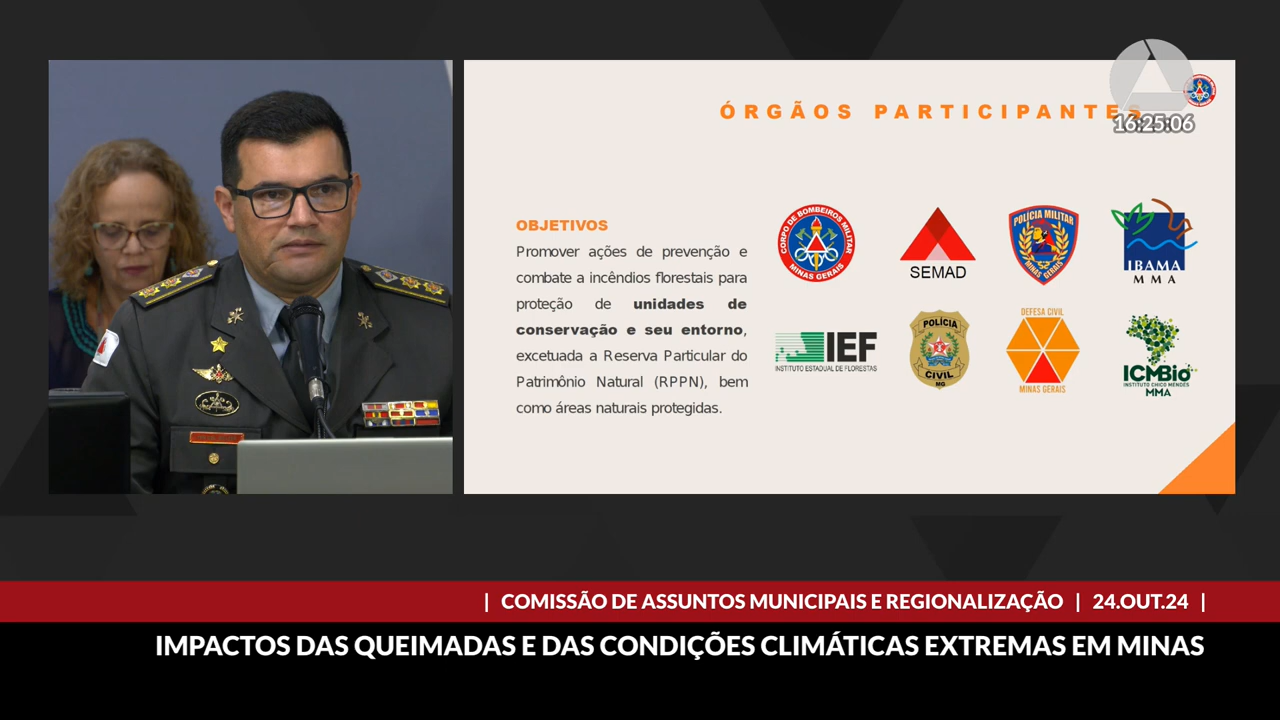 ÓRGÃOS PARTICIPANTES
16:25:06
OBJETIVOS
Promover ações de prevenção e
combate a incêndios florestais para
proteção de unidades de
conservação e seu entorno,
excetuada a Reserva Particular do
Patrimônio Natural (RPPN), bem
como áreas naturais protegidas.
CORPO DE BOMBEIROS MILITAR
MINAS GERAIS
SEMAD
POLÍCIA MILITAR
MINAS GERAIS
IBAMA
MMA
IEF
INSTITUTO ESTADUAL DE FLORESTAS
POLÍCIA
CIVIL
MG
DEFESA CIVIL
MINAS GERAIS
ICMBio
INSTITUTO CHICO MENDES
MMA
| COMISSÃO DE ASSUNTOS MUNICIPAIS E REGIONALIZAÇÃO | 24.OUT.24 |
IMPACTOS DAS QUEIMADAS E DAS CONDIÇÕES CLIMÁTICAS EXTREMAS EM MINAS